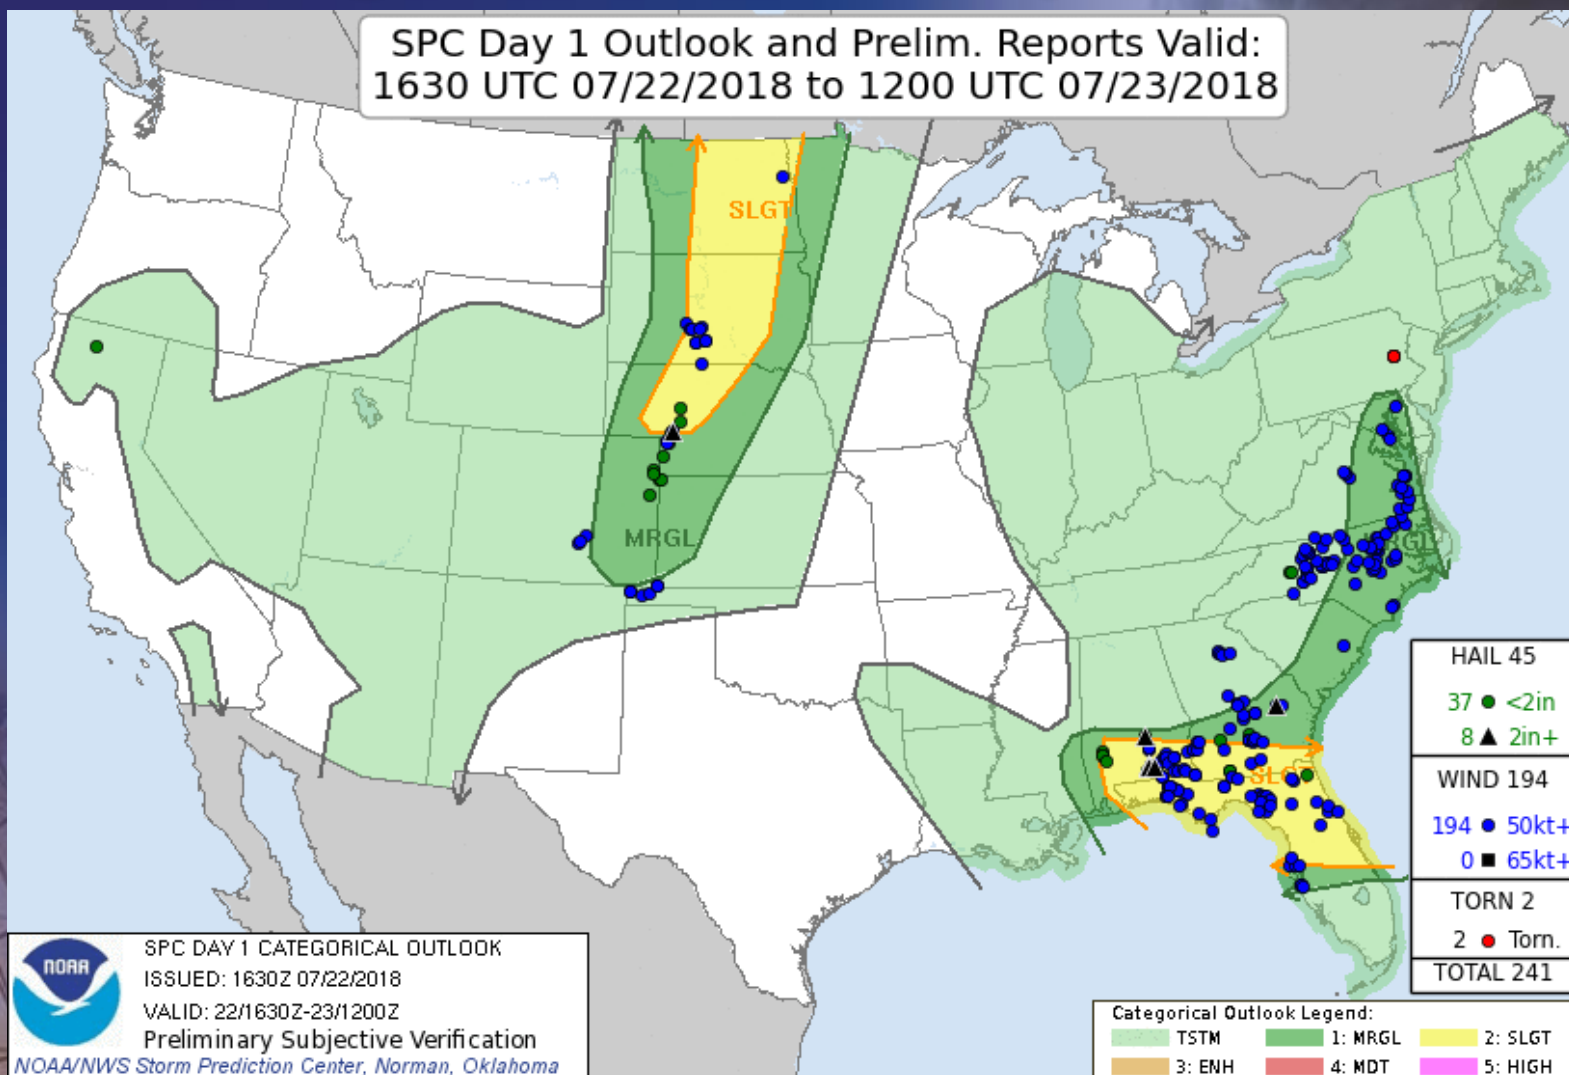 SPC Day 1 Outlook and Prelim. Reports Valid:
1630 UTC 07/22/2018 to 1200 UTC 07/23/2018
SLGT
MRGL
MRGL
SLGT
HAIL 45
37 <2in
8 2in+
WIND 194
194 50kt+
0 65kt+
TORN 2
2 Torn.
TOTAL 241
NOAA
SPC DAY 1 CATEGORICAL OUTLOOK
ISSUED: 1630Z 07/22/2018
VALID: 22/1630Z-23/1200Z
Preliminary Subjective Verification
NOAA/NWS Storm Prediction Center, Norman, Oklahoma
Categorical Outlook Legend:
TSTM 1: MRGL 2: SLGT
3: ENH 4: MDT 5: HIGH